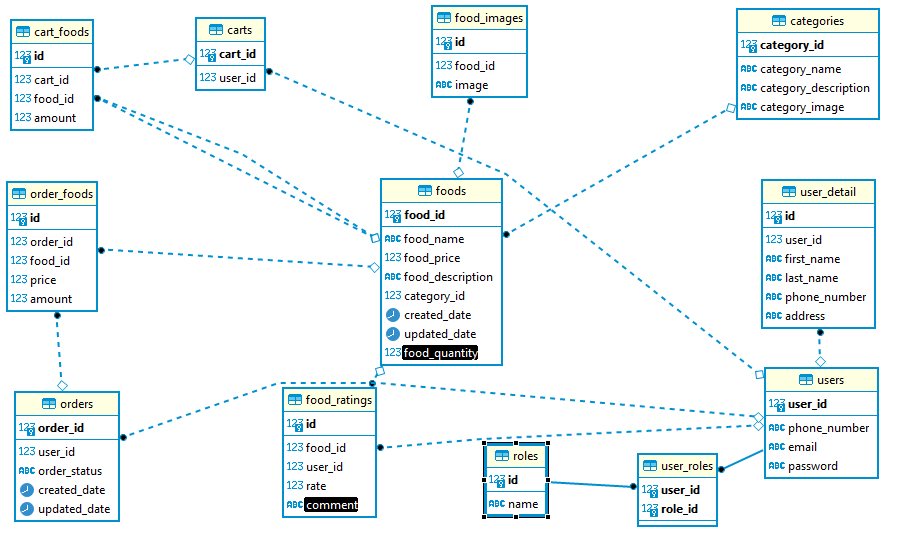 cart_foods
123 id
123 cart_id
123 food_id
123 amount
carts
123 cart_id
123 user_id
food_images
123 id
123 food_id
ABC image
categories
123 category_id
ABC category_name
ABC category_description
ABC category_image
order_foods
123 id
123 order_id
123 food_id
123 price
123 amount
foods
123 food_id
ABC food_name
123 food_price
ABC food_description
123 category_id
created_date
updated_date
123 food_quantity
user_detail
123 id
123 user_id
ABC first_name
ABC last_name
ABC phone_number
ABC address
orders
123 order_id
123 user_id
ABC order_status
created_date
updated_date
food_ratings
123 id
123 food_id
123 user_id
123 rate
ABC comment
roles
123 id
ABC name
user_roles
123 user_id
123 role_id
users
123 user_id
ABC phone_number
ABC email
ABC password